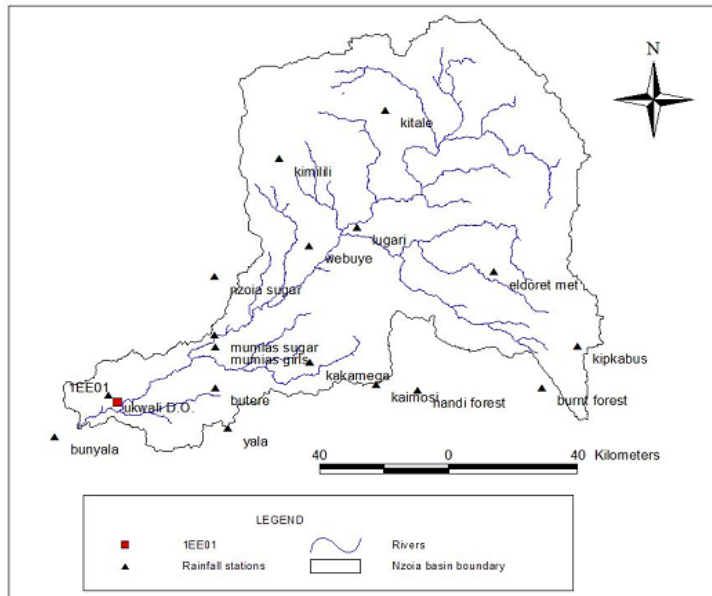 N
kitale
kimilili
lugari
webuye
eldoret met
nzoia sugar
mumias sugar
mumias girls
kipkabus
kakamega
1EE01
ukwali D.O.
butere
kaimosi
nandi forest
burnt forest
bunyala
yala
40 0 40 Kilometers
LEGEND
1EE01 Rivers
Rainfall stations Nzoia basin boundary